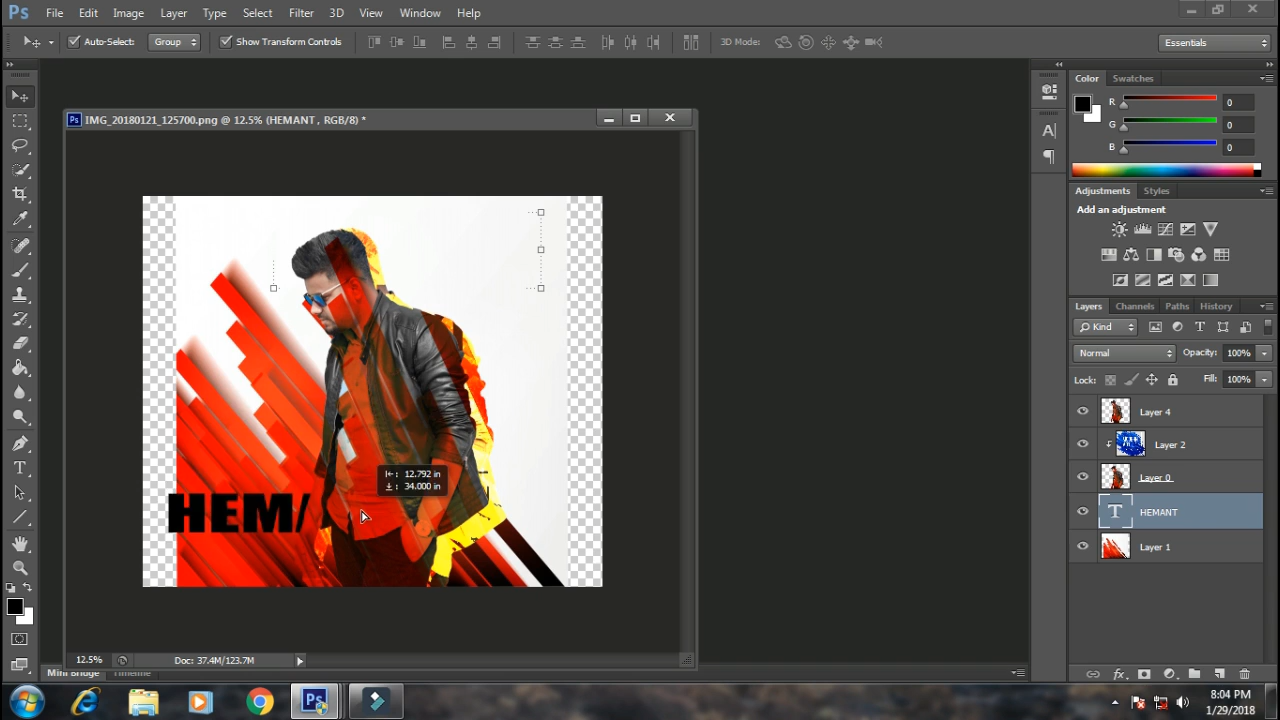 Ps File Edit Image Layer Type Select Filter 3D View Window Help
Auto-Select: Group Show Transform Controls 3D Mode: Essentials
IMG_20180121_125700.png @ 12.5% (HEMANT , RGB/8) *
HEM
12.792 in
34.000 in
12.5% Doc: 37.4M/123.7M
Mini Bridge Timeline
Color Swatches
R 0
G 0
B 0
Adjustments Styles
Add an adjustment
Layers Channels Paths History
Kind
Normal Opacity: 100%
Lock: Fill: 100%
Layer 4
Layer 2
Layer 0
HEMANT
Layer 1
8:04 PM
1/29/2018